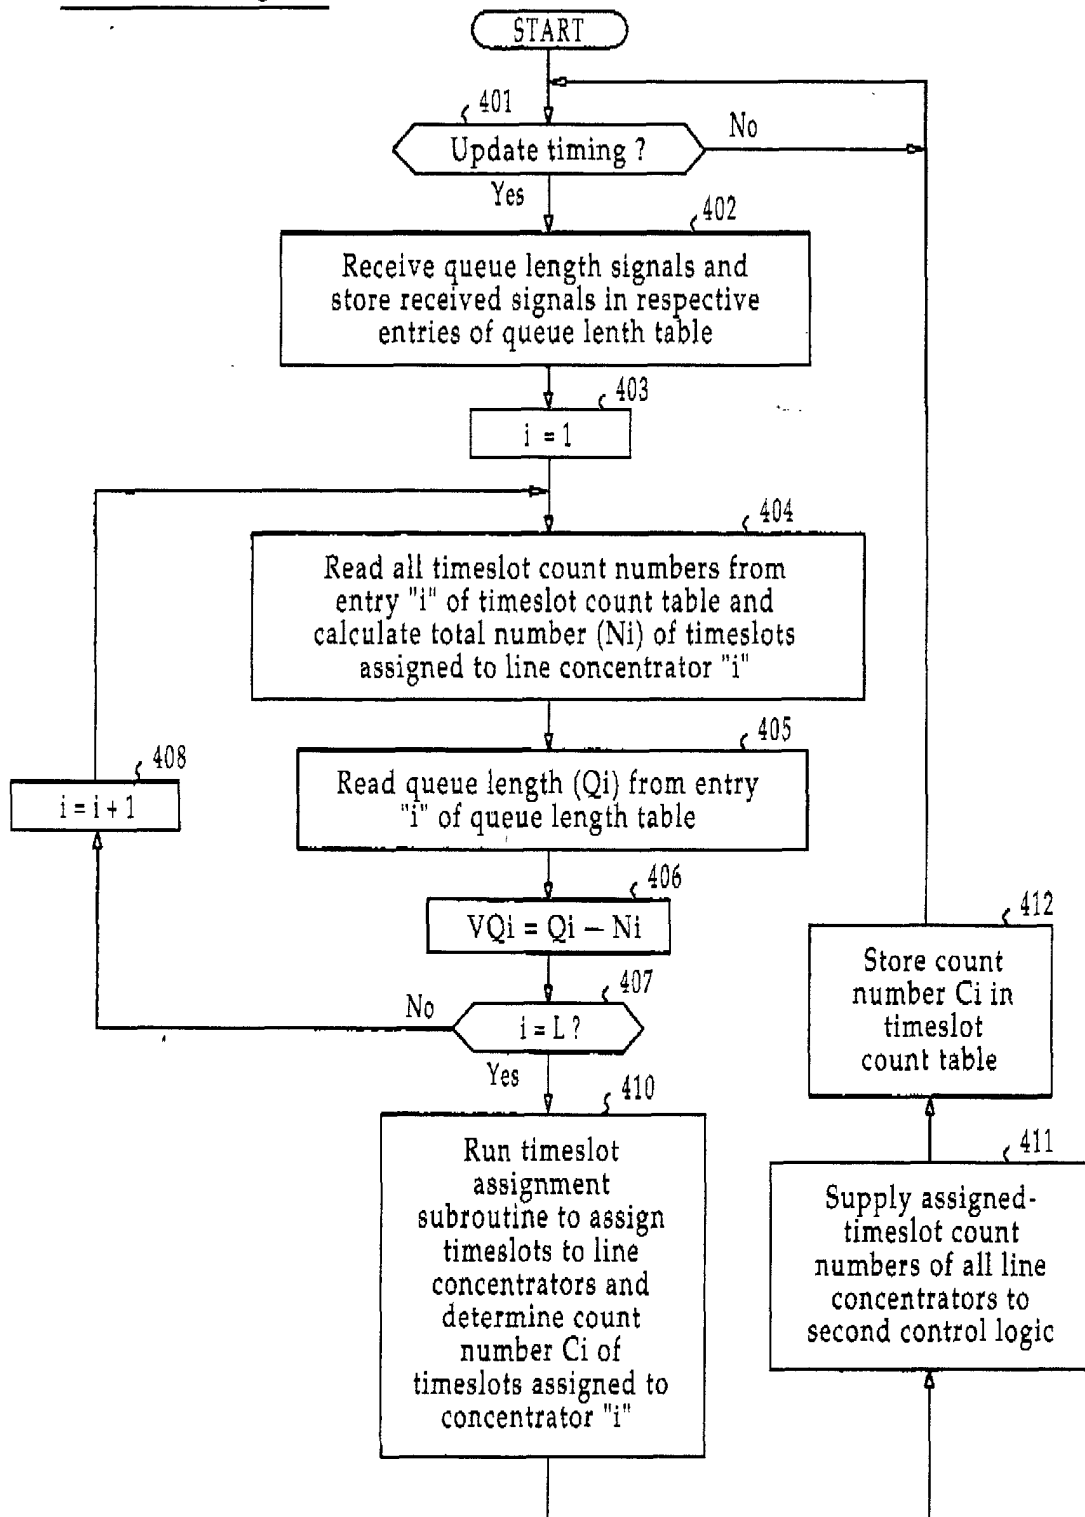 START
401
Update timing ?
No
Yes
402
Receive queue length signals and
store received signals in respective
entries of queue lenth table
403
i = 1
404
Read all timeslot count numbers from
entry "i" of timeslot count table and
calculate total number (Ni) of timeslots
assigned to line concentrator "i"
405
Read queue length (Qi) from entry
"i" of queue length table
408
i = i + 1
406
VQi = Qi — Ni
407
i = L ?
No
Yes
410
Run timeslot
assignment
subroutine to assign
timeslots to line
concentrators and
determine count
number Ci of
timeslots assigned to
concentrator "i"
412
Store count
number Ci in
timeslot
count table
411
Supply assigned-
timeslot count
numbers of all line
concentrators to
second control logic